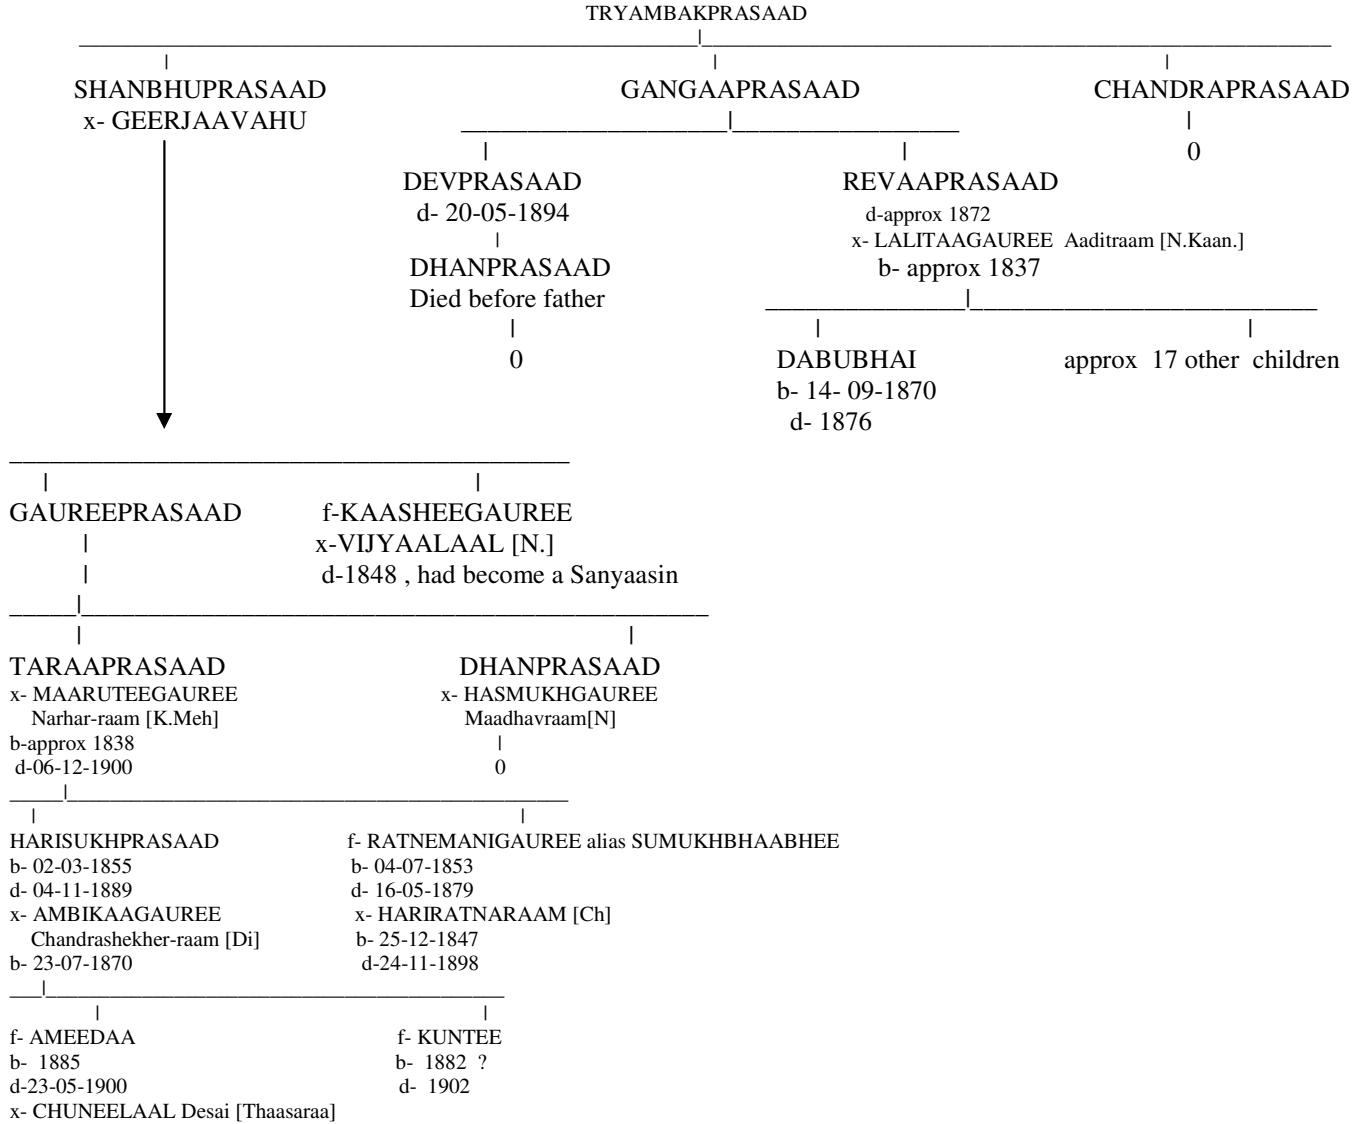 TRYAMBAKPRASAAD
SHANBHUPRASAAD GANGAAPRASAAD CHANDRAPRASAAD
x- GEERJAAVAHU
0
DEVPRASAAD REVAAPRASAAD
d- 20-05-1894 d-approx 1872
x- LALITAAGAUREE Aaditraam [N.Kaan.]
DHANPRASAAD b- approx 1837
Died before father
0 DABUBHAI approx 17 other children
b- 14- 09-1870
d- 1876
GAUREEPRASAAD f-KAASHEEGAUREE
x-VIJYAALAAL [N.]
d-1848 , had become a Sanyaasin
TARAAPRASAAD DHANPRASAAD
x- MAARUTEEGAUREE x- HASMUKHGAUREE
Narhar-raam [K.Meh] Maadhavraam[N]
b-approx 1838
d-06-12-1900 0
HARISUKHPRASAAD f- RATNEMANIGAUREE alias SUMUKHBHAABHEE
b- 02-03-1855 b- 04-07-1853
d- 04-11-1889 d- 16-05-1879
x- AMBIKAAGAUREE x- HARIRATNARAAM [Ch]
Chandrashekher-raam [Di] b- 25-12-1847
b- 23-07-1870 d-24-11-1898
f- AMEEDAA f- KUNTEE
b- 1885 b- 1882 ?
d-23-05-1900 d- 1902
x- CHUNEELAAL Desai [Thaasaraa]